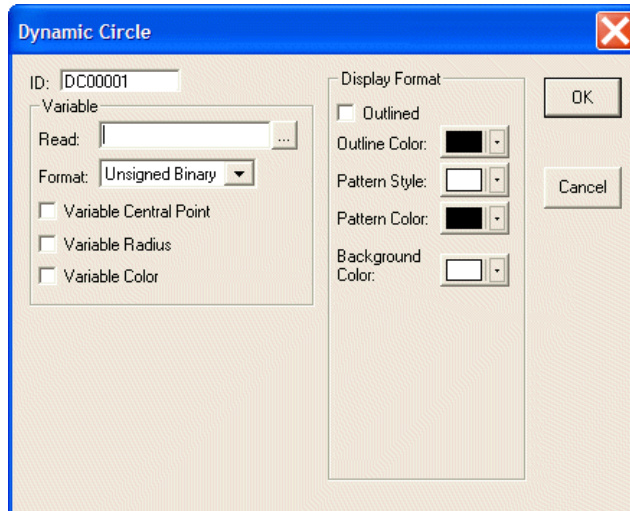 Dynamic Circle
ID: DC00001
Variable
Read: ...
Format: Unsigned Binary
Variable Central Point
Variable Radius
Variable Color
Display Format
Outlined
Outline Color:
Pattern Style:
Pattern Color:
Background
Color:
OK
Cancel